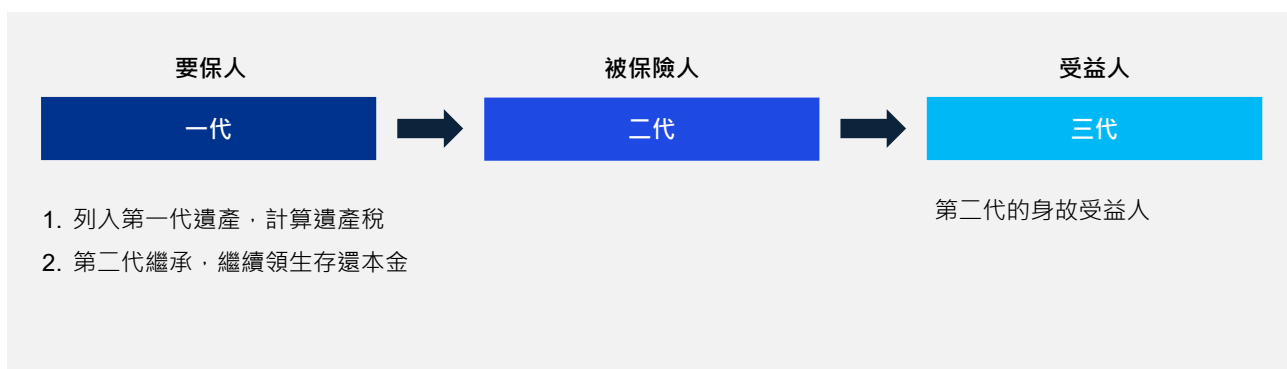 要保人
被保險人
受益人
一代
二代
三代
1. 列入第一代遺產，計算遺產稅
2. 第二代繼承，繼續領生存還本金
第二代的身故受益人